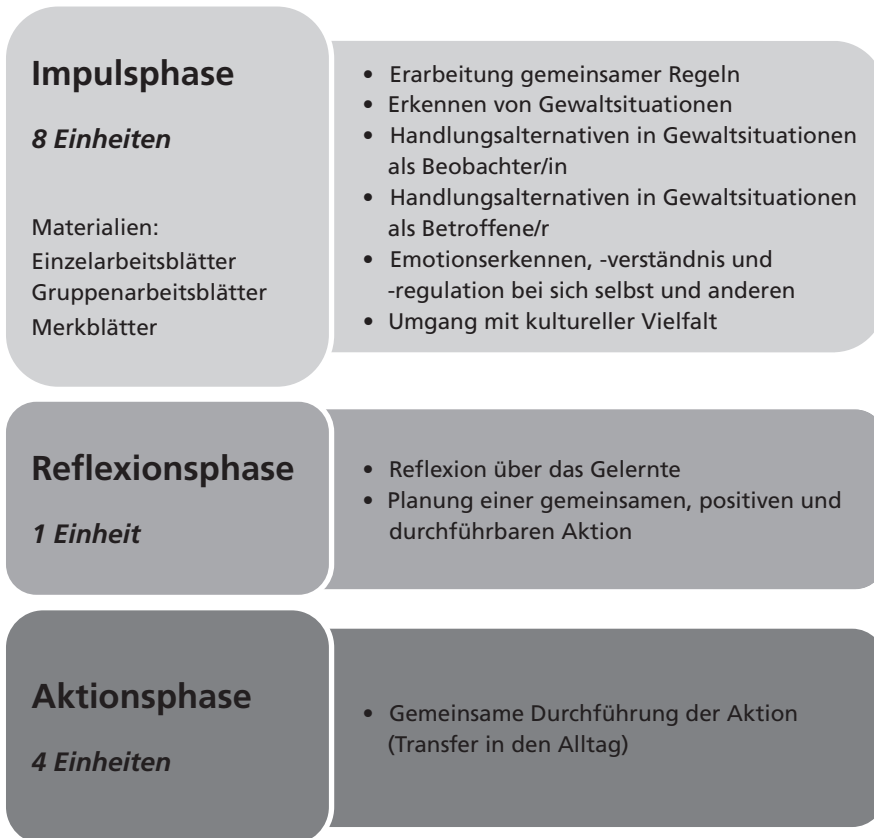 Impulsphase
8 Einheiten
Materialien:
Einzelarbeitsblätter
Gruppenarbeitsblätter
Merkblätter
• Erarbeitung gemeinsamer Regeln
• Erkennen von Gewaltsituationen
• Handlungsalternativen in Gewaltsituationen
als Beobachter/in
• Handlungsalternativen in Gewaltsituationen
als Betroffene/r
• Emotionserkennen, -verständnis und
-regulation bei sich selbst und anderen
• Umgang mit kultureller Vielfalt
Reflexionsphase
1 Einheit
• Reflexion über das Gelernte
• Planung einer gemeinsamen, positiven und
durchführbaren Aktion
Aktionsphase
4 Einheiten
• Gemeinsame Durchführung der Aktion
(Transfer in den Alltag)